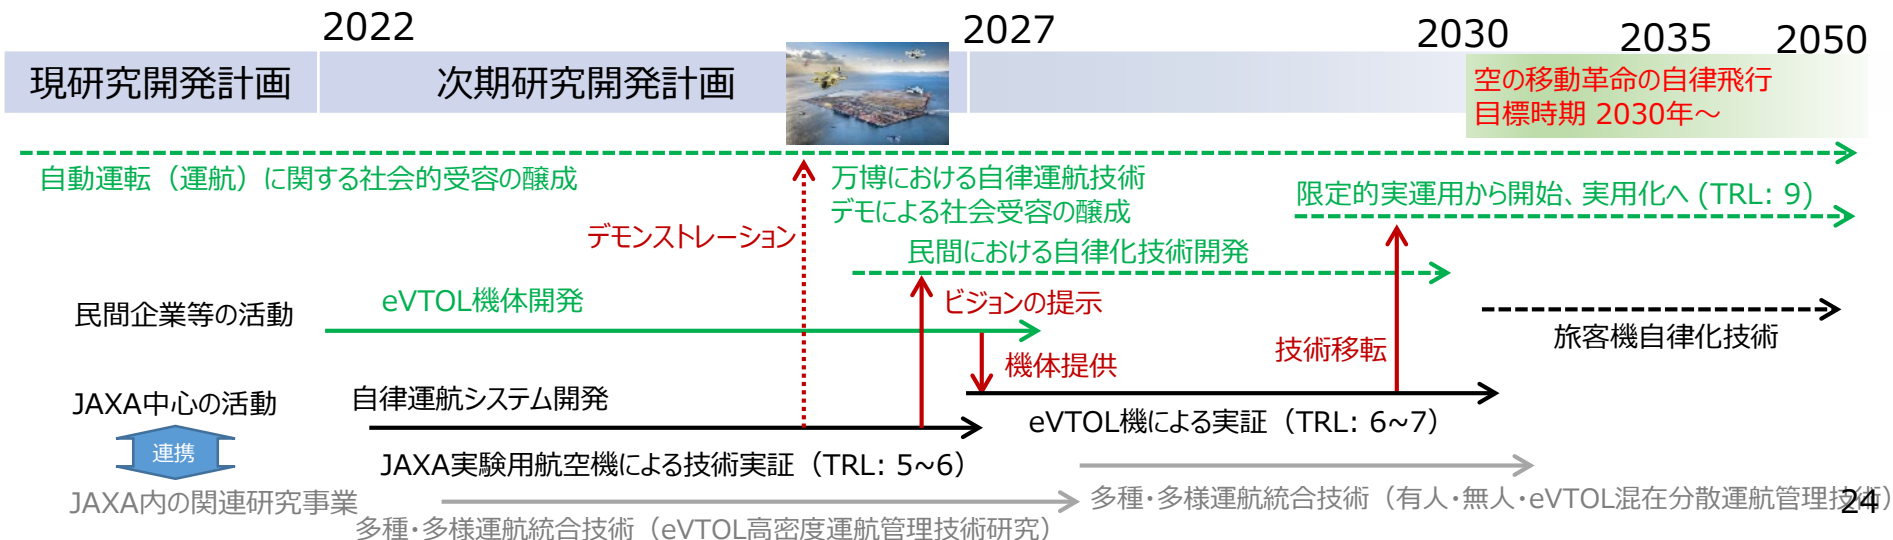 2022
2027
2030
2035
2050
現研究開発計画
次期研究開発計画
空の移動革命の自律飛行
目標時期 2030年～
自動運転（運航）に関する社会的受容の醸成
万博における自律運航技術
デモによる社会受容の醸成
限定的実運用から開始、実用化へ (TRL: 9)
デモンストレーション
民間における自律化技術開発
民間企業等の活動
eVTOL機体開発
ビジョンの提示
機体提供
技術移転
旅客機自律化技術
JAXA中心の活動
自律運航システム開発
eVTOL機による実証（TRL: 6~7）
連携
JAXA実験用航空機による技術実証（TRL: 5~6）
JAXA内の関連研究事業
多種・多様運航統合技術（eVTOL高密度運航管理技術研究）
多種・多様運航統合技術（有人・無人・eVTOL混在分散運航管理技術）
24